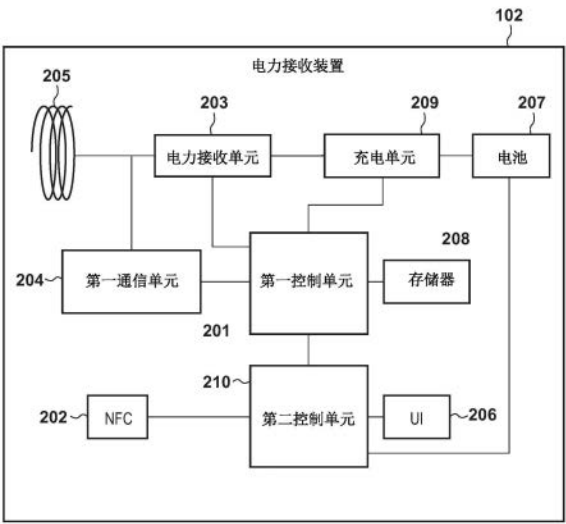 102
电力接收装置
205
203
209
207
电力接收单元
充电单元
电池
208
204
第一通信单元
第一控制单元
存储器
201
210
202
NFC
第二控制单元
UI
206